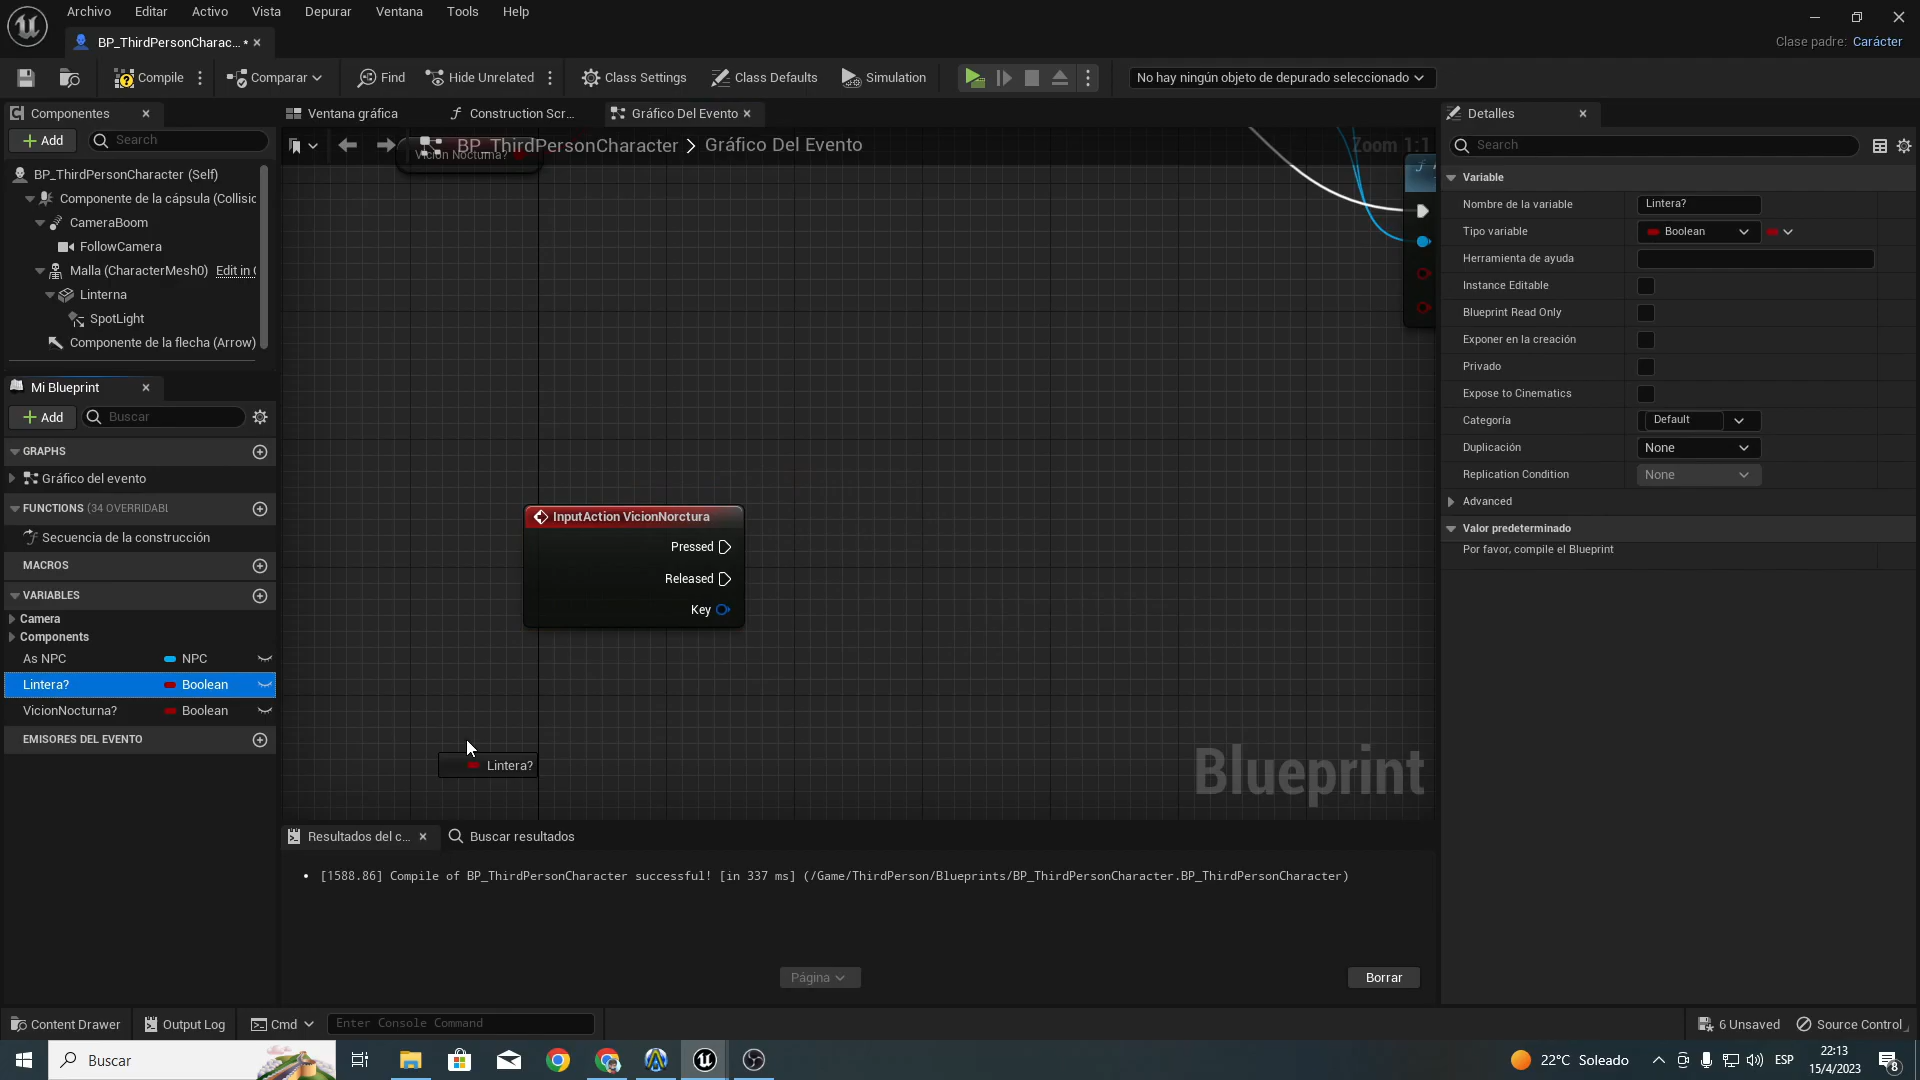 Archivo Editar Activo Vista Depurar Ventana Tools Help
BP_ThirdPersonCharac... *
Clase padre: Carácter
Compile Comparar Find Hide Unrelated Class Settings Class Defaults Simulation No hay ningún objeto de depurado seleccionado
Componentes
Add Search
BP_ThirdPersonCharacter (Self)
Componente de la cápsula (Collisic
CameraBoom
FollowCamera
Malla (CharacterMesh0) Edit in C
Linterna
SpotLight
Componente de la flecha (Arrow)
Mi Blueprint
Add Buscar
GRAPHS
Gráfico del evento
FUNCTIONS (34 OVERRIDABL
Secuencia de la construcción
MACROS
VARIABLES
Camera
Components
As NPC NPC
Lintera? Boolean
VicionNocturna? Boolean
EMISORES DEL EVENTO
Ventana gráfica Construction Scr... Gráfico Del Evento
BP_ThirdPersonCharacter > Gráfico Del Evento
Zoom 1:1
Vicion Nocturna?
InputAction VicionNorctura
Pressed
Released
Key
Lintera?
Blueprint
Resultados del c... Buscar resultados
• [1588.86] Compile of BP_ThirdPersonCharacter successful! [in 337 ms] (/Game/ThirdPerson/Blueprints/BP_ThirdPersonCharacter.BP_ThirdPersonCharacter)
Página
Borrar
Detalles
Search
Variable
Nombre de la variable Lintera?
Tipo variable Boolean
Herramienta de ayuda
Instance Editable
Blueprint Read Only
Exponer en la creación
Privado
Expose to Cinematics
Categoría Default
Duplicación None
Replication Condition None
Advanced
Valor predeterminado
Por favor, compile el Blueprint
Content Drawer Output Log Cmd Enter Console Command 6 Unsaved Source Control
Buscar
22°C Soleado
ESP
22:13
15/4/2023
8